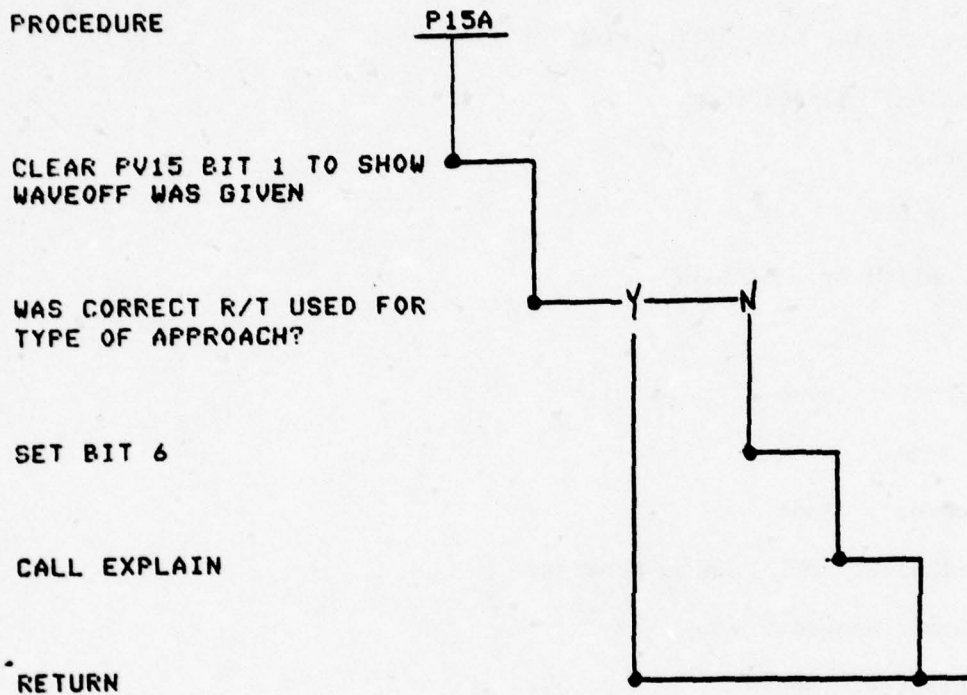 PROCEDURE P15A
CLEAR PV15 BIT 1 TO SHOW
WAVEOFF WAS GIVEN
WAS CORRECT R/T USED FOR Y N
TYPE OF APPROACH?
SET BIT 6
CALL EXPLAIN
RETURN